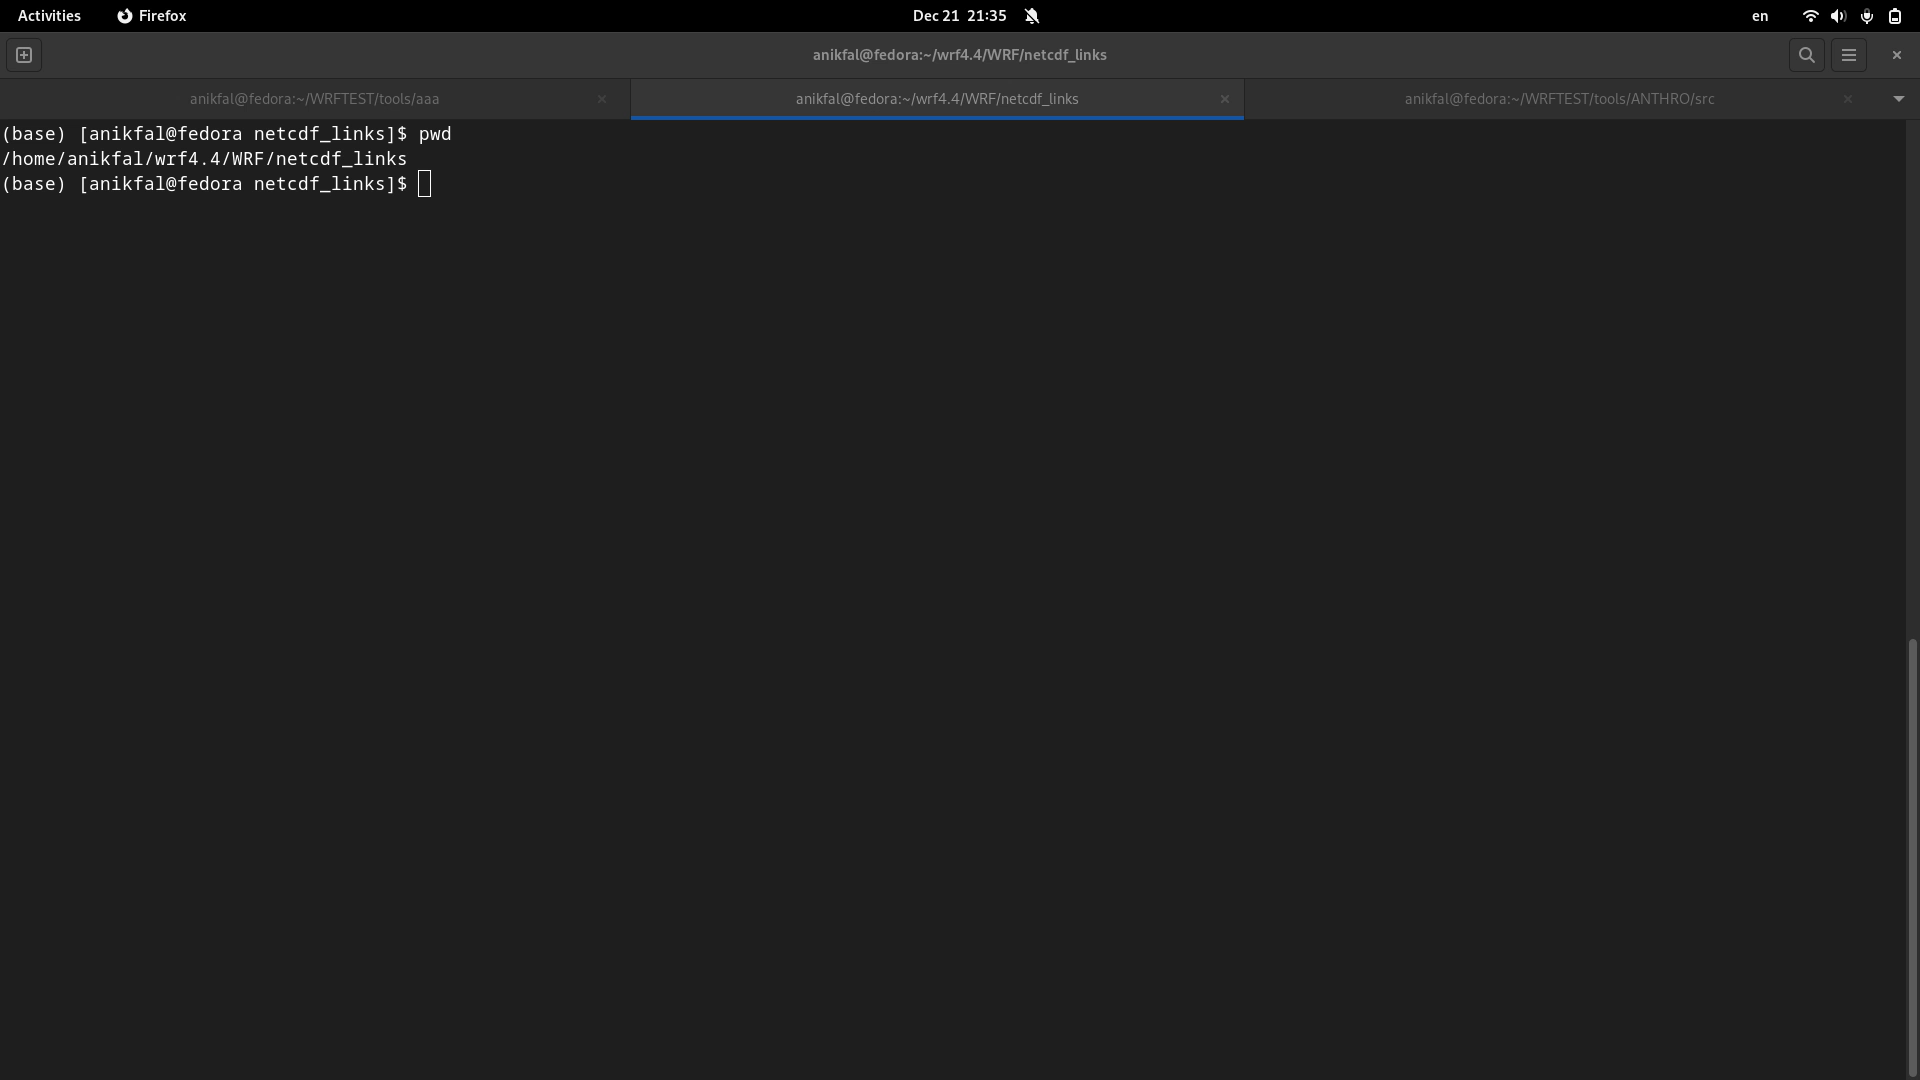 Activities Firefox Dec 21 21:35 en
anikfal@fedora:~/wrf4.4/WRF/netcdf_links
anikfal@fedora:~/WRFTEST/tools/aaa anikfal@fedora:~/wrf4.4/WRF/netcdf_links anikfal@fedora:~/WRFTEST/tools/ANTHRO/src
(base) [anikfal@fedora netcdf_links]$ pwd
/home/anikfal/wrf4.4/WRF/netcdf_links
(base) [anikfal@fedora netcdf_links]$